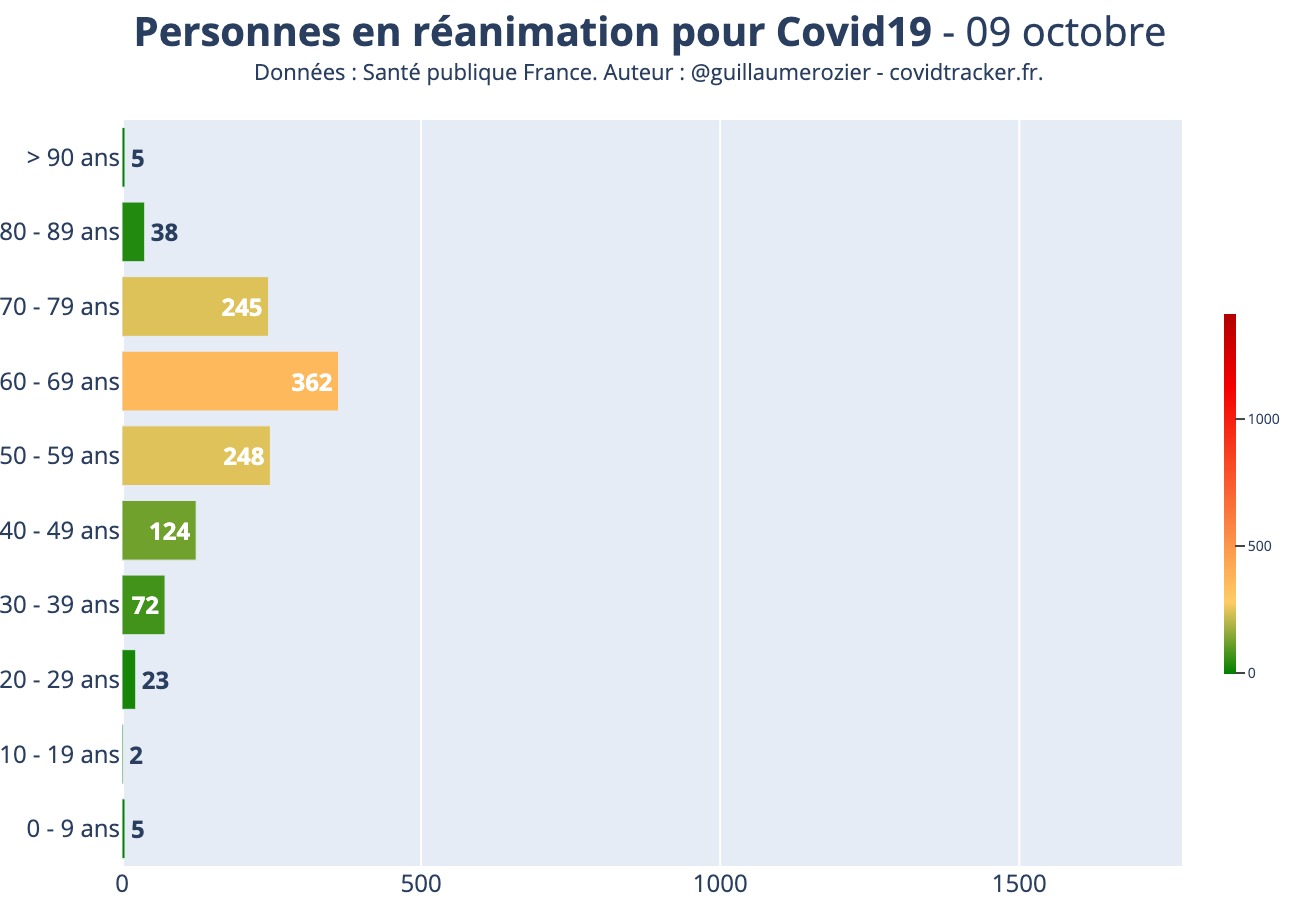 Personnes en réanimation pour Covid19 - 09 octobre
Données : Santé publique France. Auteur : @guillaumerozier - covidtracker.fr.
> 90 ans 5
80 - 89 ans 38
70 - 79 ans 245
60 - 69 ans 362
50 - 59 ans 248
40 - 49 ans 124
30 - 39 ans 72
20 - 29 ans 23
10 - 19 ans 2
0 - 9 ans 5
0 500 1000 1500
1000
500
0